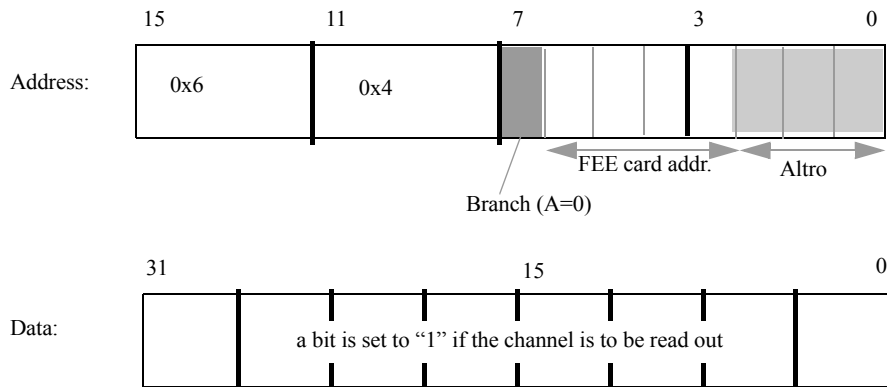 15 11 7 3 0
Address: 0x6 0x4
FEE card addr. Altro
Branch (A=0)
31 15 0
Data: a bit is set to “1” if the channel is to be read out